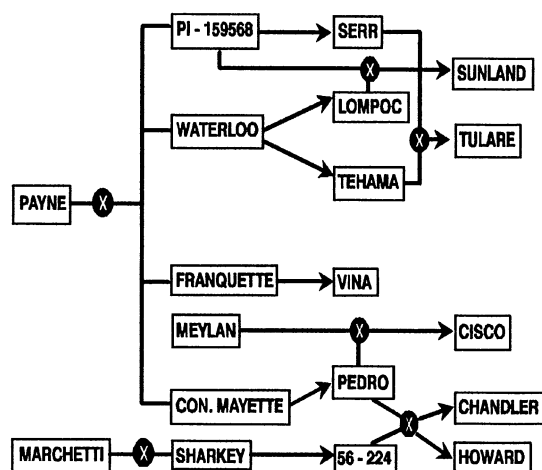 PI - 159568
SERR
X
SUNLAND
LOMPOC
WATERLOO
X
TULARE
TEHAMA
PAYNE
X
FRANQUETTE
VINA
MEYLAN
X
CISCO
PEDRO
CON. MAYETTE
CHANDLER
X
MARCHETTI
X
SHARKEY
56 - 224
HOWARD